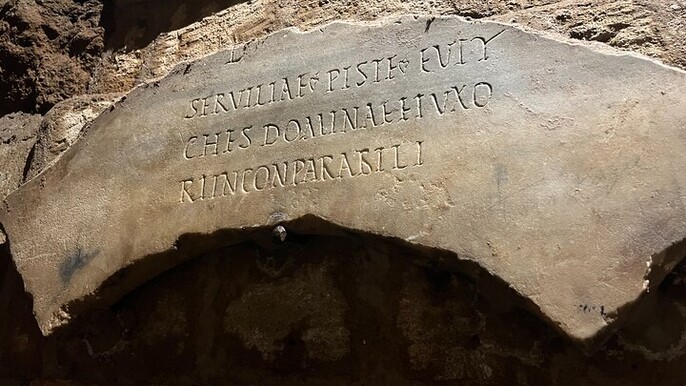 D
SERVILIAE PISTE EVTY
CHES DOMINAE ET VXO
RI INCONPARABILI